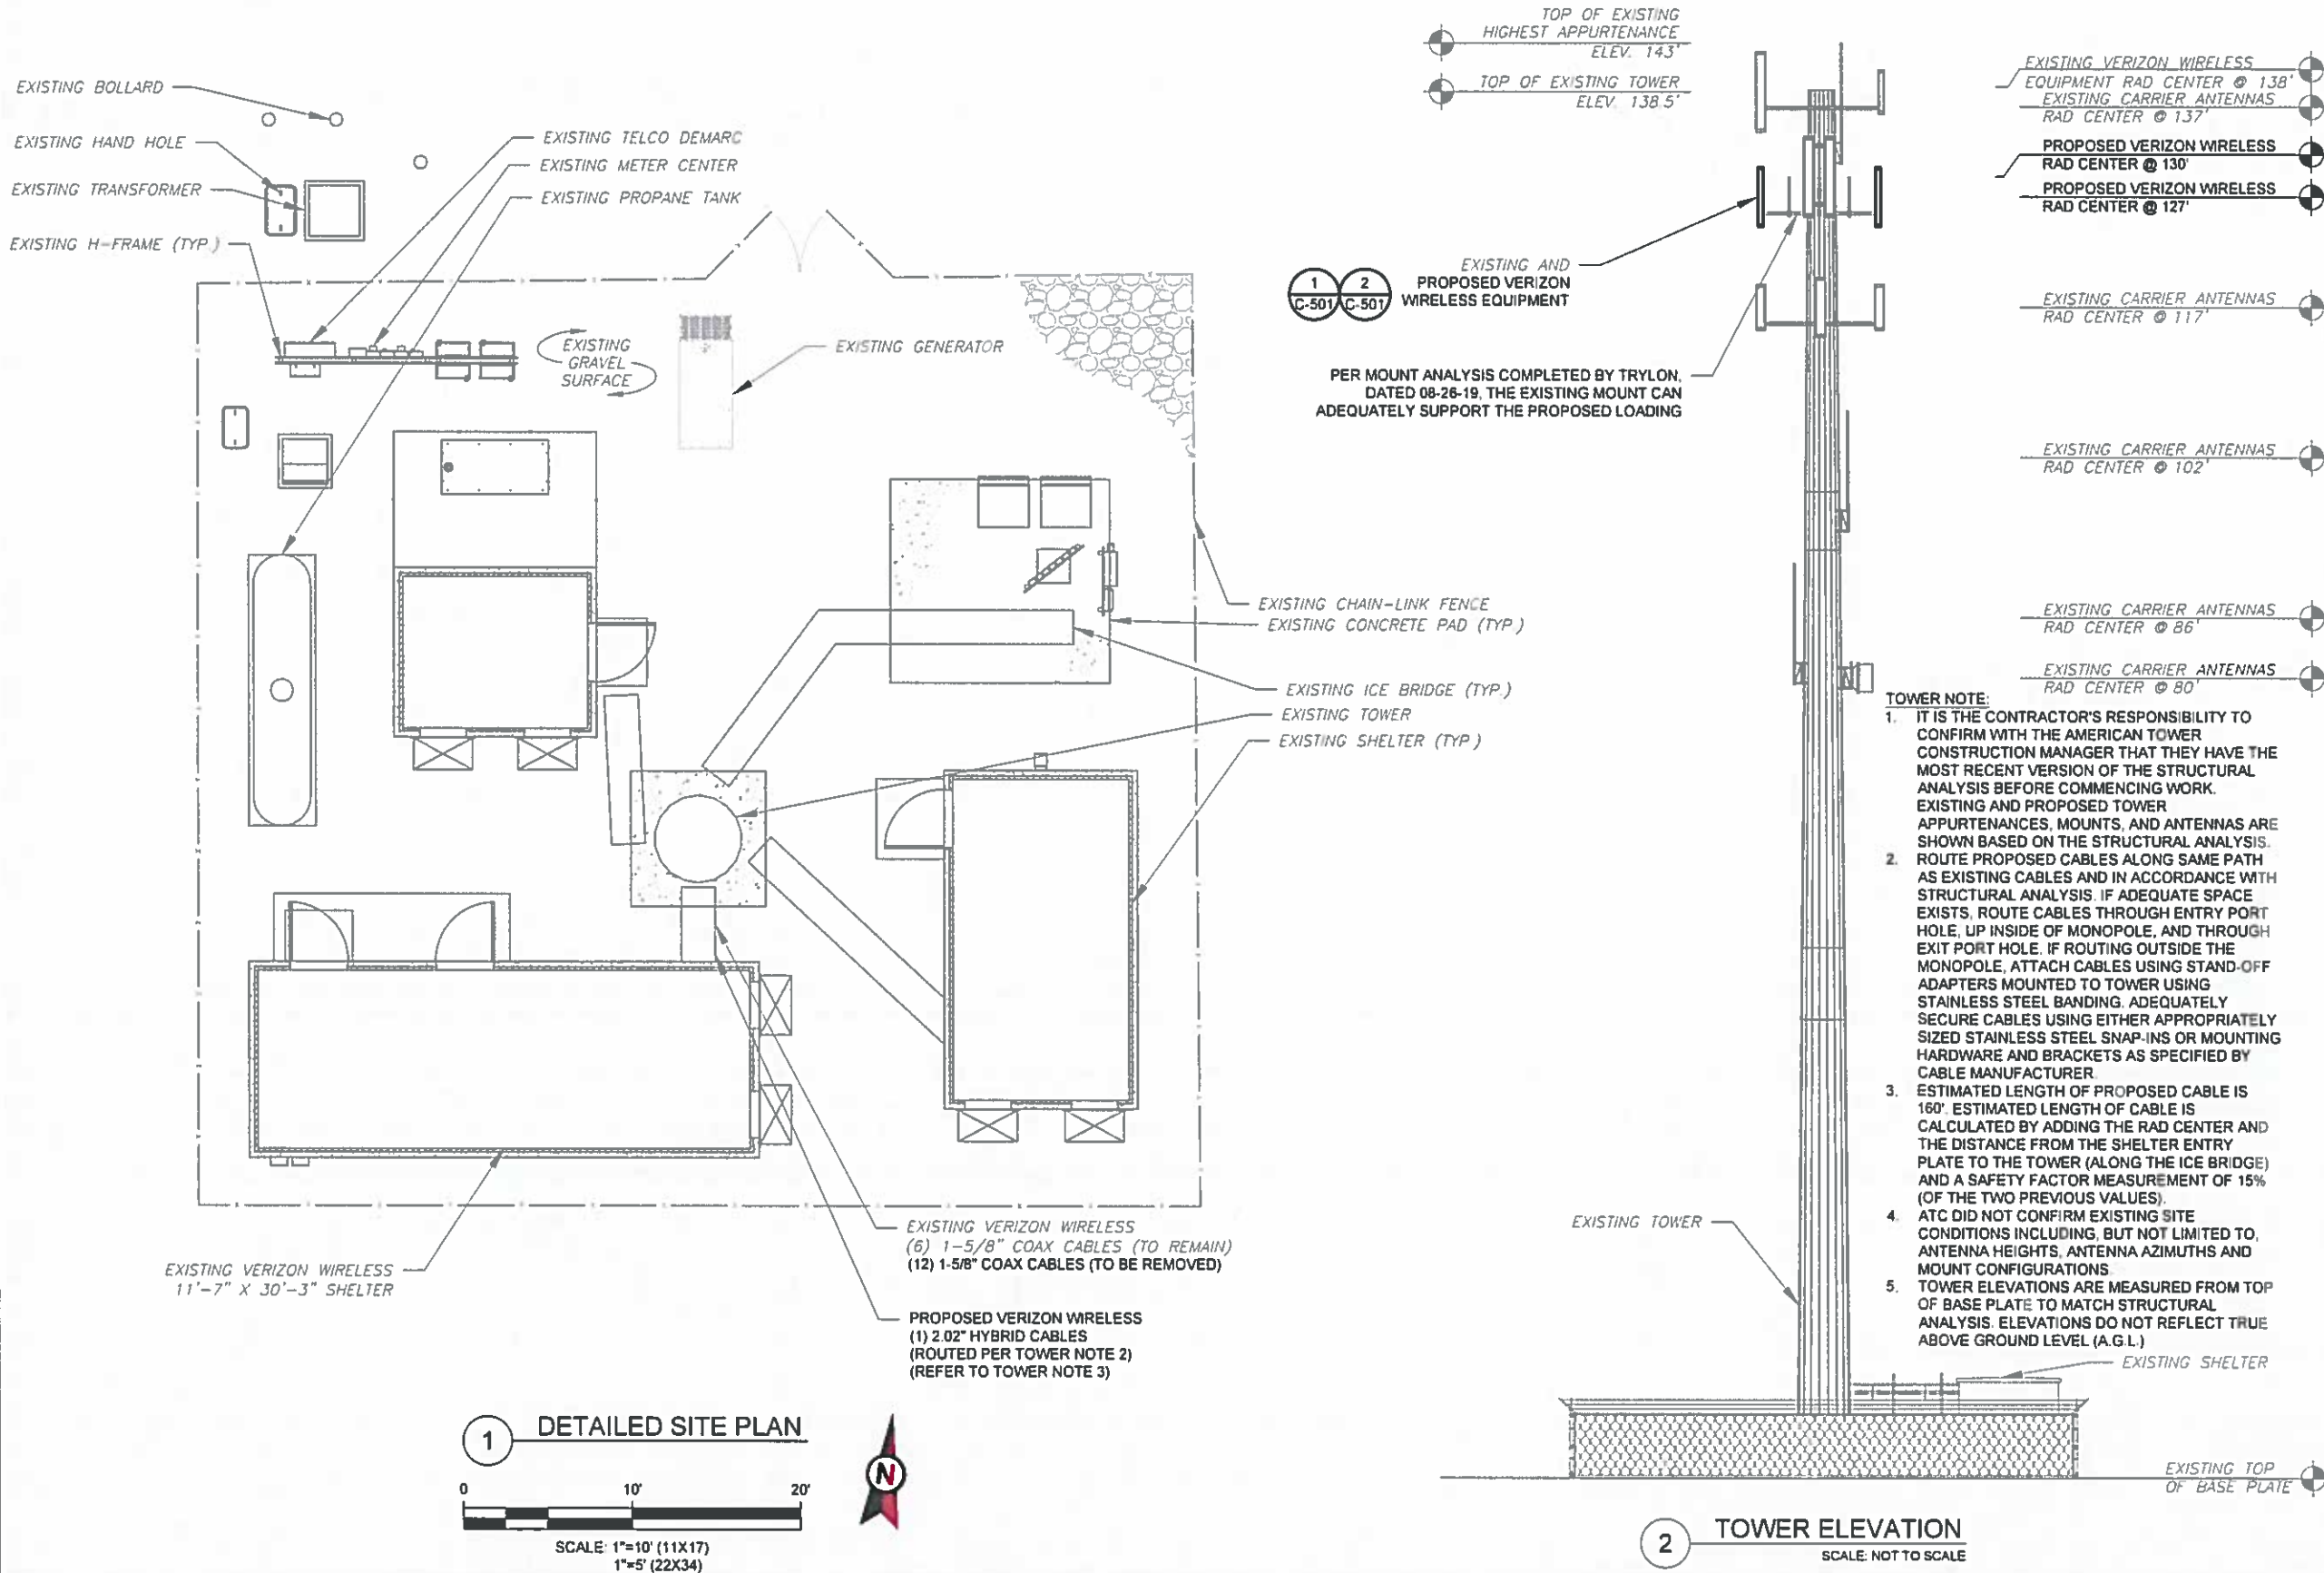 EXISTING BOLLARD
EXISTING HAND HOLE
EXISTING TRANSFORMER
EXISTING H-FRAME (TYP.)
EXISTING TELCO DEMARC
EXISTING METER CENTER
EXISTING PROPANE TANK
EXISTING
GRAVEL
SURFACE
EXISTING GENERATOR
EXISTING CHAIN-LINK FENCE
EXISTING CONCRETE PAD (TYP.)
EXISTING ICE BRIDGE (TYP.)
EXISTING TOWER
EXISTING SHELTER (TYP.)
EXISTING VERIZON WIRELESS
(6) 1-5/8" COAX CABLES (TO REMAIN)
(12) 1-5/8" COAX CABLES (TO BE REMOVED)
EXISTING VERIZON WIRELESS
11'-7" X 30'-3" SHELTER
PROPOSED VERIZON WIRELESS
(1) 2.02" HYBRID CABLES
(ROUTED PER TOWER NOTE 2)
(REFER TO TOWER NOTE 3)
1 DETAILED SITE PLAN
0 10' 20'
SCALE: 1"=10' (11X17)
1"=5' (22X34)
N
TOP OF EXISTING
HIGHEST APPURTENANCE
ELEV. 143'
TOP OF EXISTING TOWER
ELEV. 138.5'
EXISTING VERIZON WIRELESS
EQUIPMENT RAD CENTER @ 138'
EXISTING CARRIER ANTENNAS
RAD CENTER @ 137'
PROPOSED VERIZON WIRELESS
RAD CENTER @ 130'
PROPOSED VERIZON WIRELESS
RAD CENTER @ 127'
1 2
C-501 C-501
EXISTING AND
PROPOSED VERIZON
WIRELESS EQUIPMENT
EXISTING CARRIER ANTENNAS
RAD CENTER @ 117'
PER MOUNT ANALYSIS COMPLETED BY TRYLON,
DATED 08-26-19, THE EXISTING MOUNT CAN
ADEQUATELY SUPPORT THE PROPOSED LOADING
EXISTING CARRIER ANTENNAS
RAD CENTER @ 102'
EXISTING CARRIER ANTENNAS
RAD CENTER @ 86'
EXISTING CARRIER ANTENNAS
RAD CENTER @ 80'
TOWER NOTE:
1. IT IS THE CONTRACTOR'S RESPONSIBILITY TO
CONFIRM WITH THE AMERICAN TOWER
CONSTRUCTION MANAGER THAT THEY HAVE THE
MOST RECENT VERSION OF THE STRUCTURAL
ANALYSIS BEFORE COMMENCING WORK.
EXISTING AND PROPOSED TOWER
APPURTENANCES, MOUNTS, AND ANTENNAS ARE
SHOWN BASED ON THE STRUCTURAL ANALYSIS.
2. ROUTE PROPOSED CABLES ALONG SAME PATH
AS EXISTING CABLES AND IN ACCORDANCE WITH
STRUCTURAL ANALYSIS. IF ADEQUATE SPACE
EXISTS, ROUTE CABLES THROUGH ENTRY PORT
HOLE, UP INSIDE OF MONOPOLE, AND THROUGH
EXIT PORT HOLE. IF ROUTING OUTSIDE THE
MONOPOLE, ATTACH CABLES USING STAND-OFF
ADAPTERS MOUNTED TO TOWER USING
STAINLESS STEEL BANDING. ADEQUATELY
SECURE CABLES USING EITHER APPROPRIATELY
SIZED STAINLESS STEEL SNAP-INS OR MOUNTING
HARDWARE AND BRACKETS AS SPECIFIED BY
CABLE MANUFACTURER.
3. ESTIMATED LENGTH OF PROPOSED CABLE IS
160'. ESTIMATED LENGTH OF CABLE IS
CALCULATED BY ADDING THE RAD CENTER AND
THE DISTANCE FROM THE SHELTER ENTRY
PLATE TO THE TOWER (ALONG THE ICE BRIDGE)
AND A SAFETY FACTOR MEASUREMENT OF 15%
(OF THE TWO PREVIOUS VALUES).
4. ATC DID NOT CONFIRM EXISTING SITE
CONDITIONS INCLUDING, BUT NOT LIMITED TO,
ANTENNA HEIGHTS, ANTENNA AZIMUTHS AND
MOUNT CONFIGURATIONS.
5. TOWER ELEVATIONS ARE MEASURED FROM TOP
OF BASE PLATE TO MATCH STRUCTURAL
ANALYSIS. ELEVATIONS DO NOT REFLECT TRUE
ABOVE GROUND LEVEL (A.G.L.)
EXISTING TOWER
EXISTING SHELTER
EXISTING TOP
OF BASE PLATE
2 TOWER ELEVATION
SCALE: NOT TO SCALE